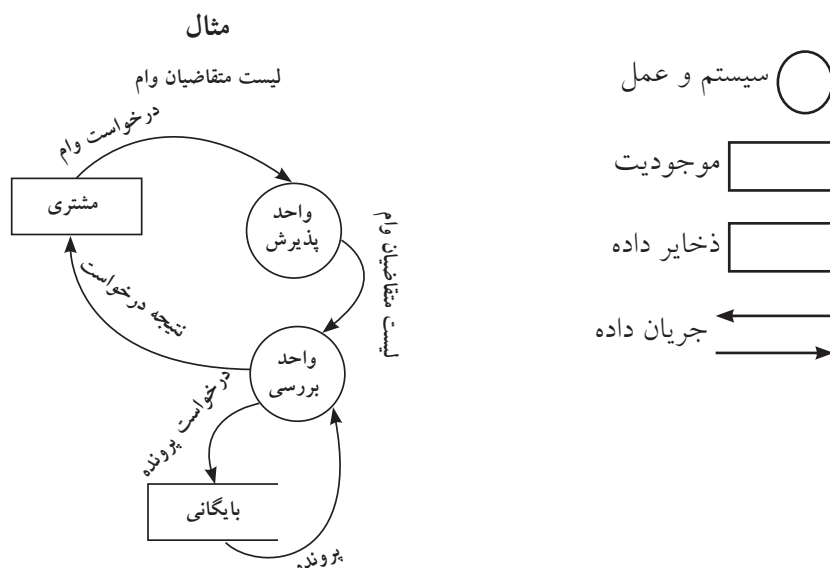 مثال
لیست متقاضیان وام
درخواست وام
مشتری
واحد
پذیرش
لیست متقاضیان وام
نتیجه درخواست
واحد
بررسی
درخواست پرونده
بایگانی
پرونده
سیستم و عمل
موجودیت
ذخایر داده
جریان داده